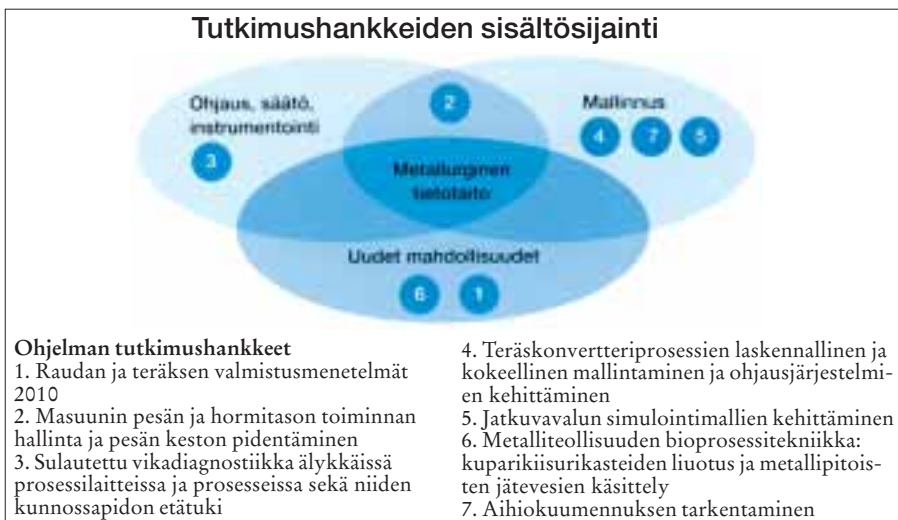 Tutkimushankkeiden sisältösijainti
Ohjaus, säätö,
instrumentointi
3
2
Mallinnus
4 7 5
Metallurginen
tietotaito
Uudet mahdollisuudet
6 1
Ohjelman tutkimushankkeet
1. Raudan ja teräksen valmistusmenetelmät
2010
2. Masuunin pesän ja hormitason toiminnan
hallinta ja pesän keston pidentäminen
3. Sulautettu vikadiagnostiikka älykkäissä
prosessilaitteissa ja prosesseissa sekä niiden
kunnossapidon etätuki
4. Teräskonvertteriprosessien laskennallinen ja
kokeellinen mallintaminen ja ohjausjärjestelmi-
en kehittäminen
5. Jatkuvavalun simulointimallien kehittäminen
6. Metalliteollisuuden bioprosessitekniikka:
kuparikiisurikasteiden liuotus ja metallipitois-
ten jätevesien käsittely
7. Aihiokuumennuksen tarkentaminen